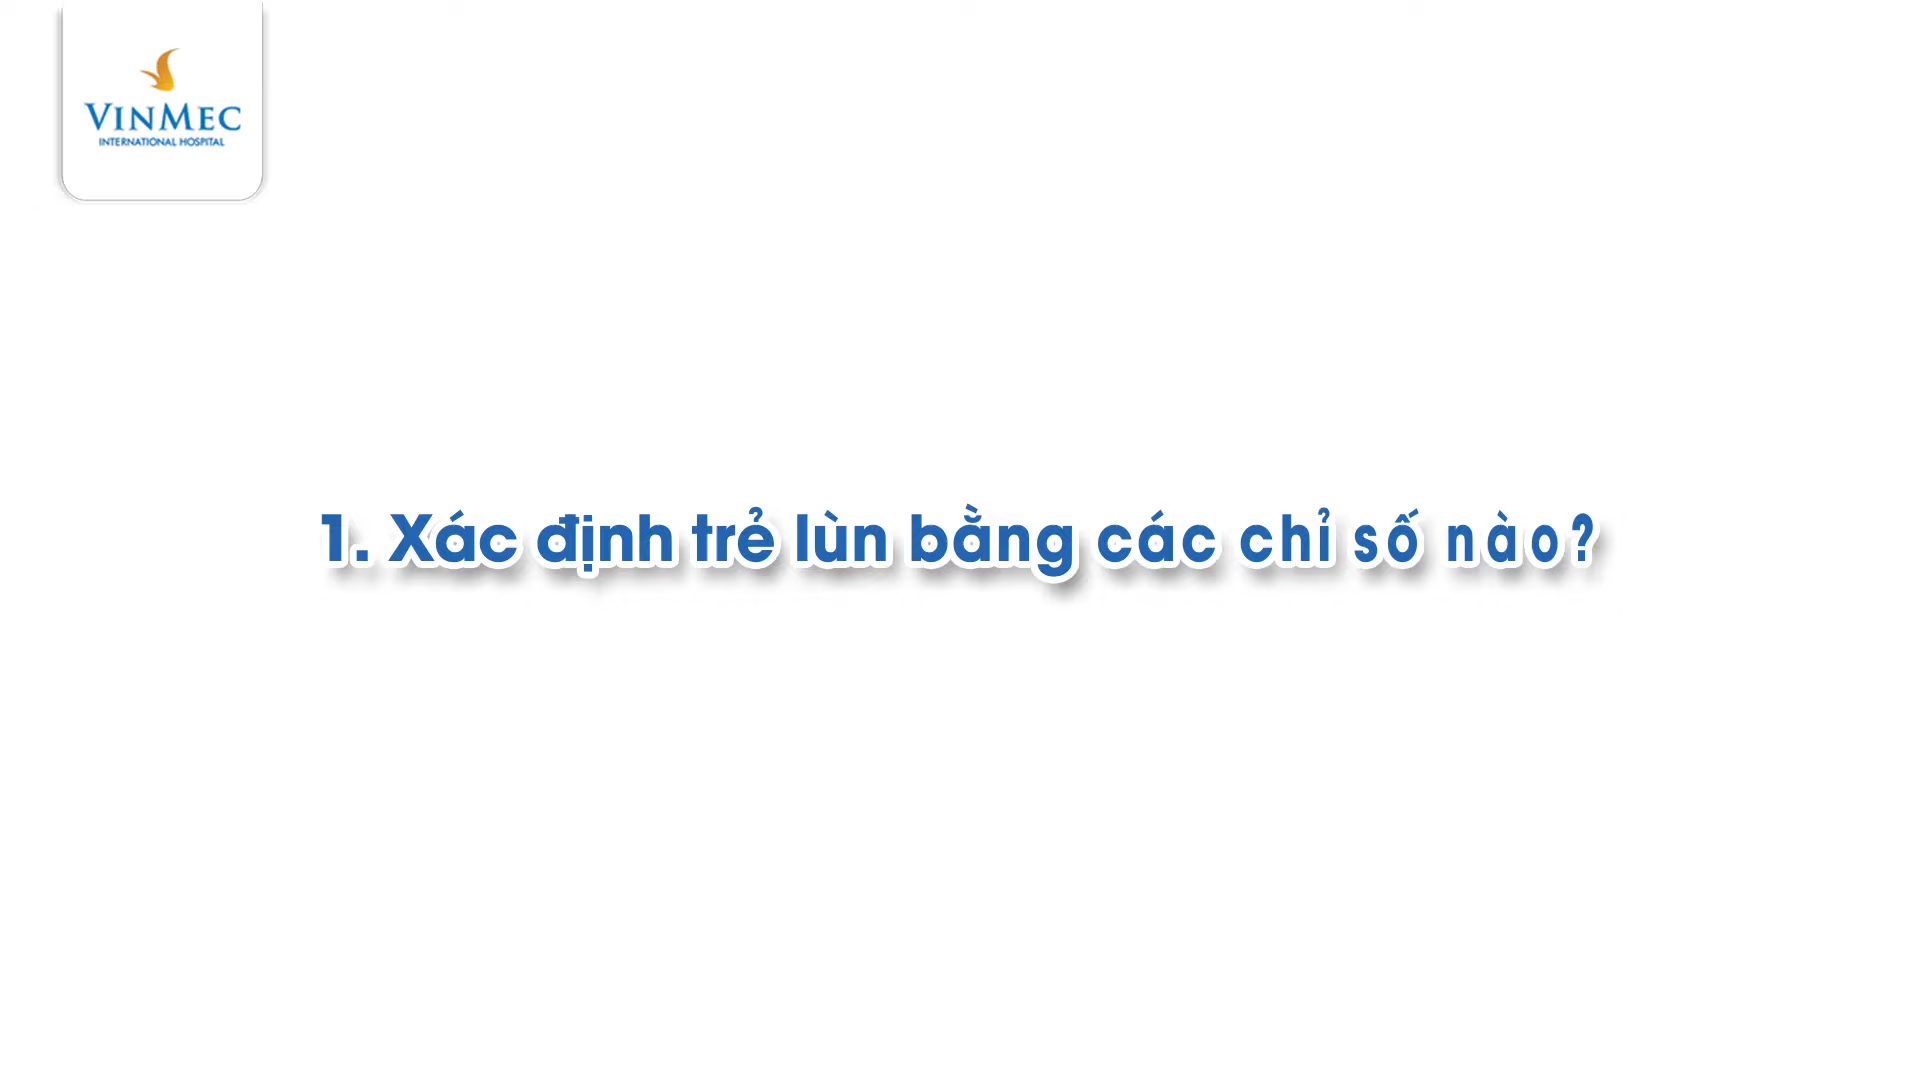 VINMEC
INTERNATIONAL HOSPITAL
1. Xác định trẻ lùn bằng các chỉ số nào?